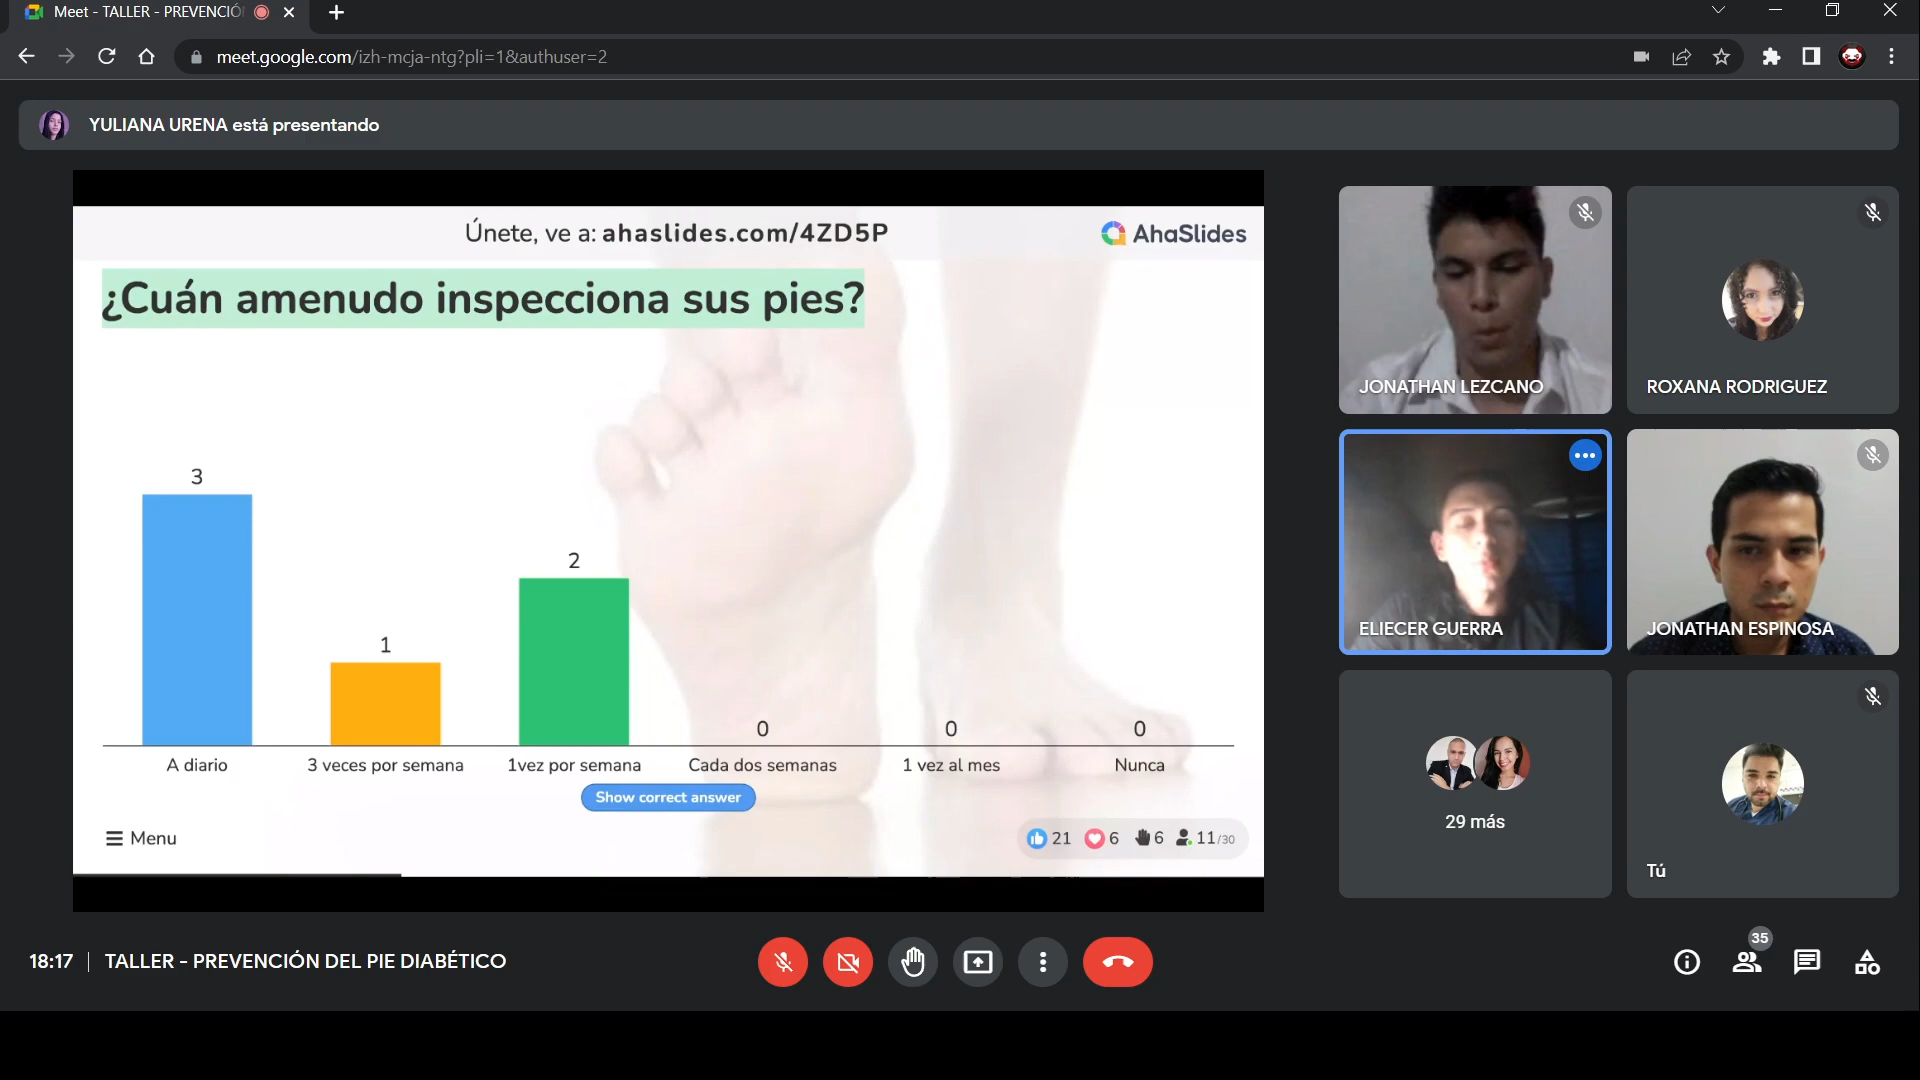 Meet - TALLER - PREVENCIÓ
meet.google.com/izh-mcja-ntg?pli=1&authuser=2
YULIANA URENA está presentando
Únete, ve a: ahaslides.com/4ZD5P
AhaSlides
¿Cuán amenudo inspecciona sus pies?
3
1
2
0
0
0
A diario
3 veces por semana
1vez por semana
Cada dos semanas
1 vez al mes
Nunca
Show correct answer
Menu
21
6
6
11/30
JONATHAN LEZCANO
ROXANA RODRIGUEZ
ELIECER GUERRA
JONATHAN ESPINOSA
29 más
Tú
18:17
TALLER - PREVENCIÓN DEL PIE DIABÉTICO
35